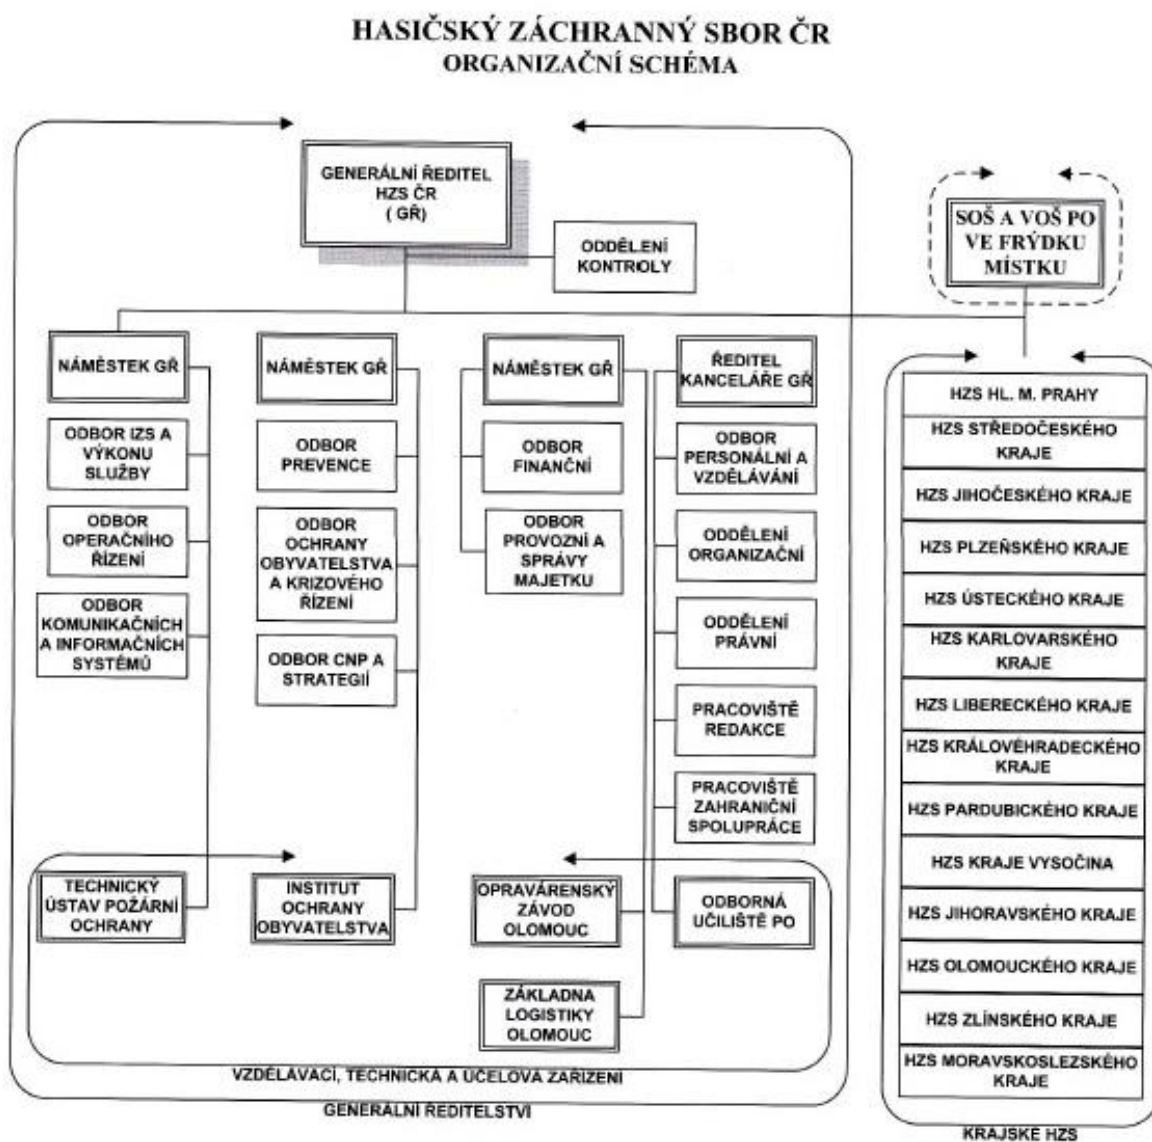 HASIČSKÝ ZÁCHRANNÝ SBOR ČR
ORGANIZAČNÍ SCHÉMA
GENERÁLNÍ ŘEDITEL
HZS ČR
( GŘ)
ODDĚLENÍ
KONTROLY
SOŠ A VOŠ PO
VE FRÝDKU
MÍSTKU
NÁMĚSTEK GŘ
ODBOR IZS A
VÝKONU
SLUŽBY
ODBOR
OPERAČNÍHO
ŘÍZENÍ
ODBOR
KOMUNIKAČNÍCH
A INFORMAČNÍCH
SYSTÉMŮ
TECHNICKÝ
ÚSTAV POŽÁRNÍ
OCHRANY
NÁMĚSTEK GŘ
ODBOR
PREVENCE
ODBOR
OCHRANY
OBYVATELSTVA
A KRIZOVÉHO
ŘÍZENÍ
ODBOR CNP A
STRATEGIÍ
INSTITUT
OCHRANY
OBYVATELSTVA
NÁMĚSTEK GŘ
ODBOR
FINANČNÍ
ODBOR
PROVOZNÍ A
SPRÁVY
MAJETKU
OPRAVÁRENSKÝ
ZÁVOD
OLOMOUC
ZÁKLADNA
LOGISTIKY
OLOMOUC
ŘEDITEL
KANCELÁŘE GŘ
ODBOR
PERSONÁLNÍ A
VZDĚLÁVÁNÍ
ODDĚLENÍ
ORGANIZAČNÍ
ODDĚLENÍ
PRÁVNÍ
PRACOVIŠTĚ
REDAKCE
PRACOVIŠTĚ
ZAHRANIČNÍ
SPOLUPRÁCE
ODBORNÁ
UČILIŠTĚ PO
VZDĚLÁVACÍ, TECHNICKÁ A ÚČELOVÁ ZAŘÍZENÍ
GENERÁLNÍ ŘEDITELSTVÍ
HZS HL. M. PRAHY
HZS STŘEDOČESKÉHO
KRAJE
HZS JIHOČESKÉHO KRAJE
HZS PLZEŇSKÉHO KRAJE
HZS ÚSTECKÉHO KRAJE
HZS KARLOVARSKÉHO
KRAJE
HZS LIBERECKÉHO KRAJE
HZS KRÁLOVÉHRADECKÉHO
KRAJE
HZS PARDUBICKÉHO KRAJE
HZS KRAJE VYSOČINA
HZS JIHORAVSKÉHO KRAJE
HZS OLOMOUCKÉHO KRAJE
HZS ZLÍNSKÉHO KRAJE
HZS MORAVSKOSLEZSKÉHO
KRAJE
KRAJSKÉ HZS